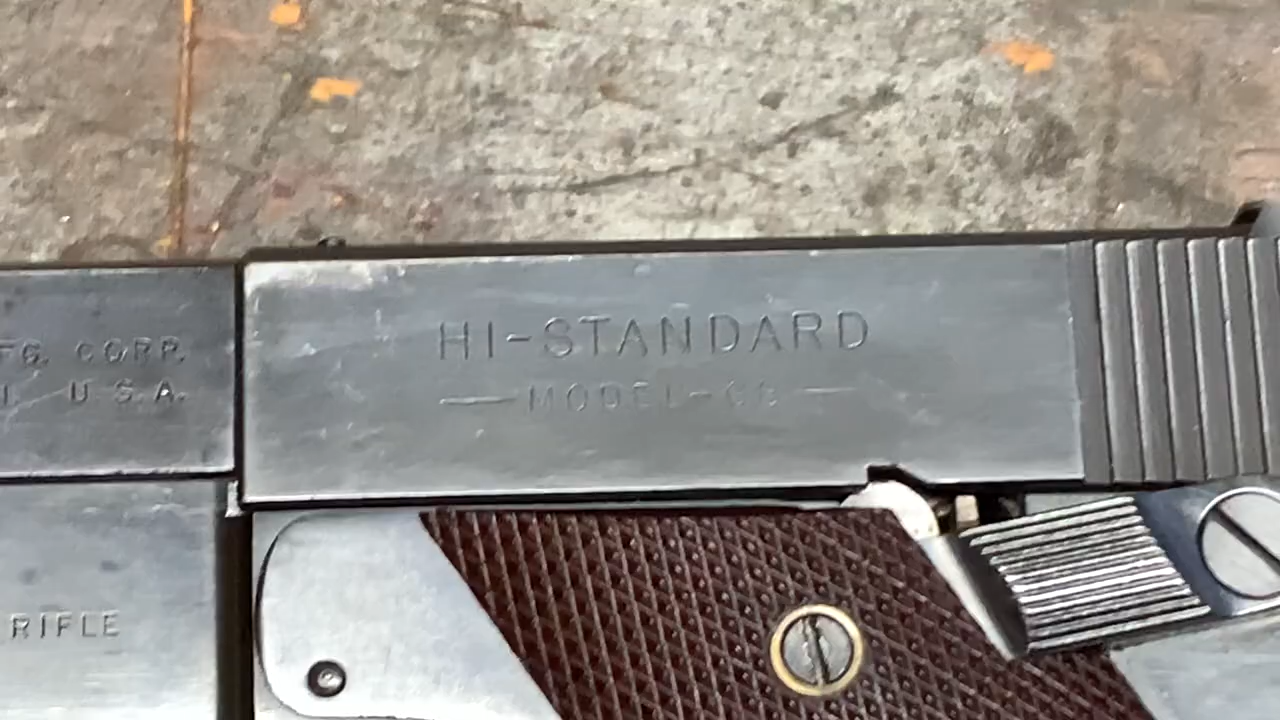 FG. CORP.
U.S.A.
HI-STANDARD
MODEL-
RIFLE